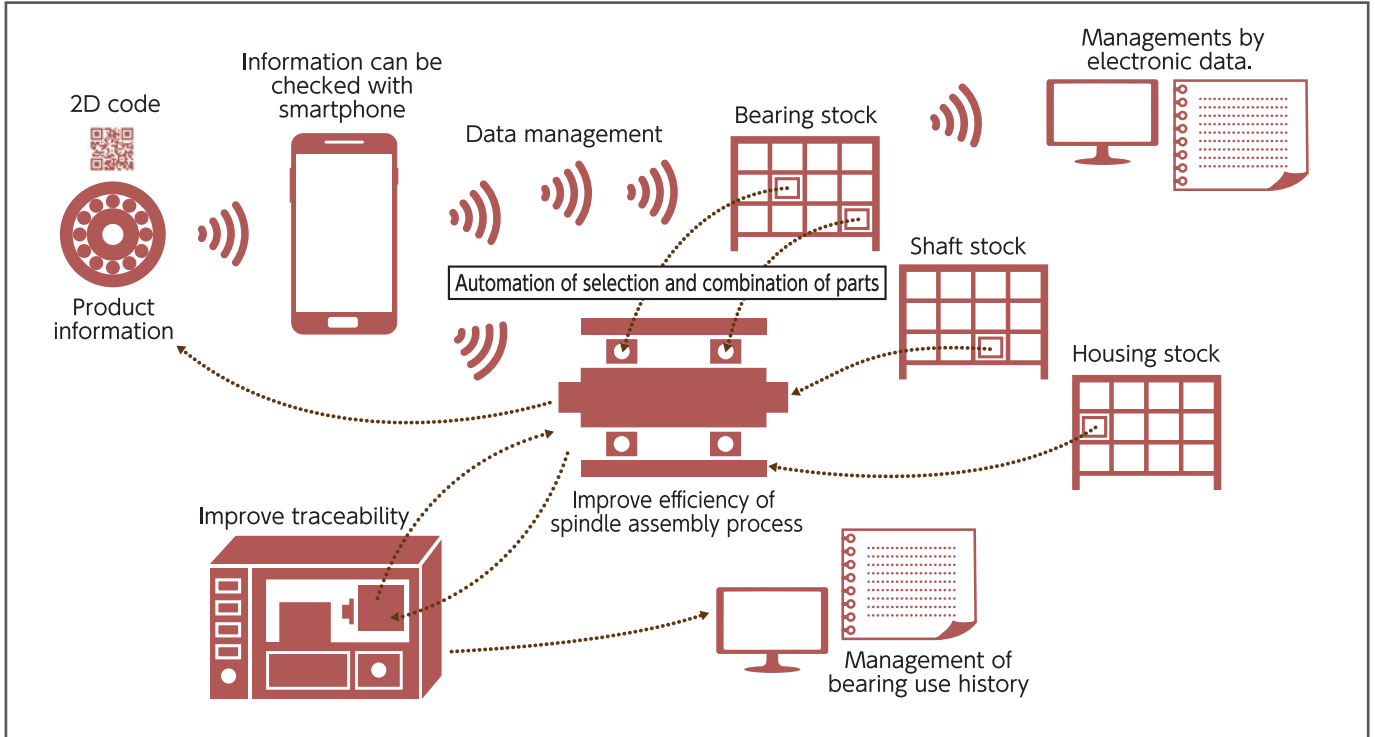 2D code
Information can be
checked with
smartphone
Data management
Bearing stock
Managements by
electronic data.
Shaft stock
Automation of selection and combination of parts
Housing stock
Product
information
Improve efficiency of
spindle assembly process
Improve traceability
Management of
bearing use history